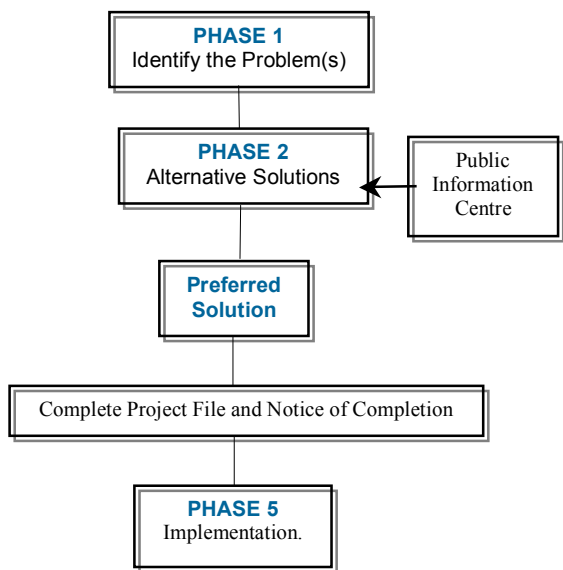 PHASE 1
Identify the Problem(s)
PHASE 2
Alternative Solutions
Public
Information
Centre
Preferred
Solution
Complete Project File and Notice of Completion
PHASE 5
Implementation.